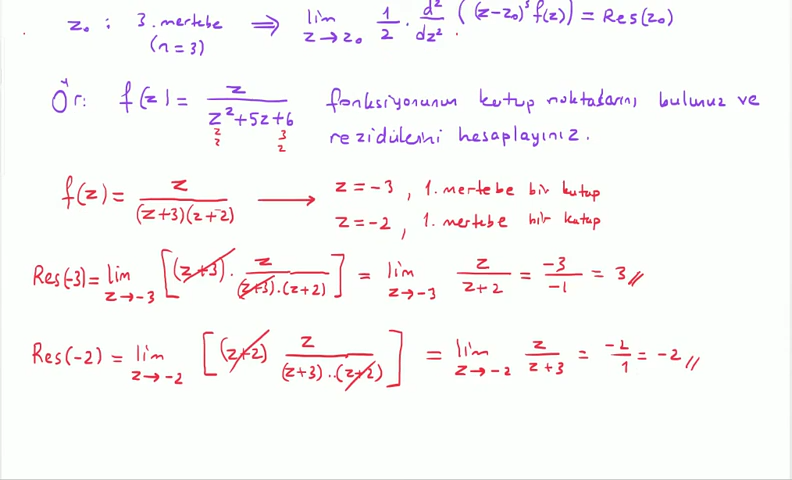 z₀ : 3. mertebe ⟹ lim 1/2 · d²/dz² ((z-z₀)³ f(z)) = Res(z₀)
(n=3) z→z₀
Ör: f(z) = z/(z²+5z+6) fonksiyonunun kutup noktalarını bulunuz ve
z 3
z 2
rezidülerini hesaplayınız.
f(z) = z/((z+3)(z+2)) ⟶ z = -3, 1. mertebe bir kutup
z = -2, 1. mertebe bir kutup
Res(-3) = lim z→-3 [(z+3) · z/((z+3).(z+2))] = lim z→-3 z/(z+2) = -3/-1 = 3 //
Res(-2) = lim z→-2 [(z+2) z/((z+3)..(z+2))] = lim z→-2 z/(z+3) = -2/1 = -2 //